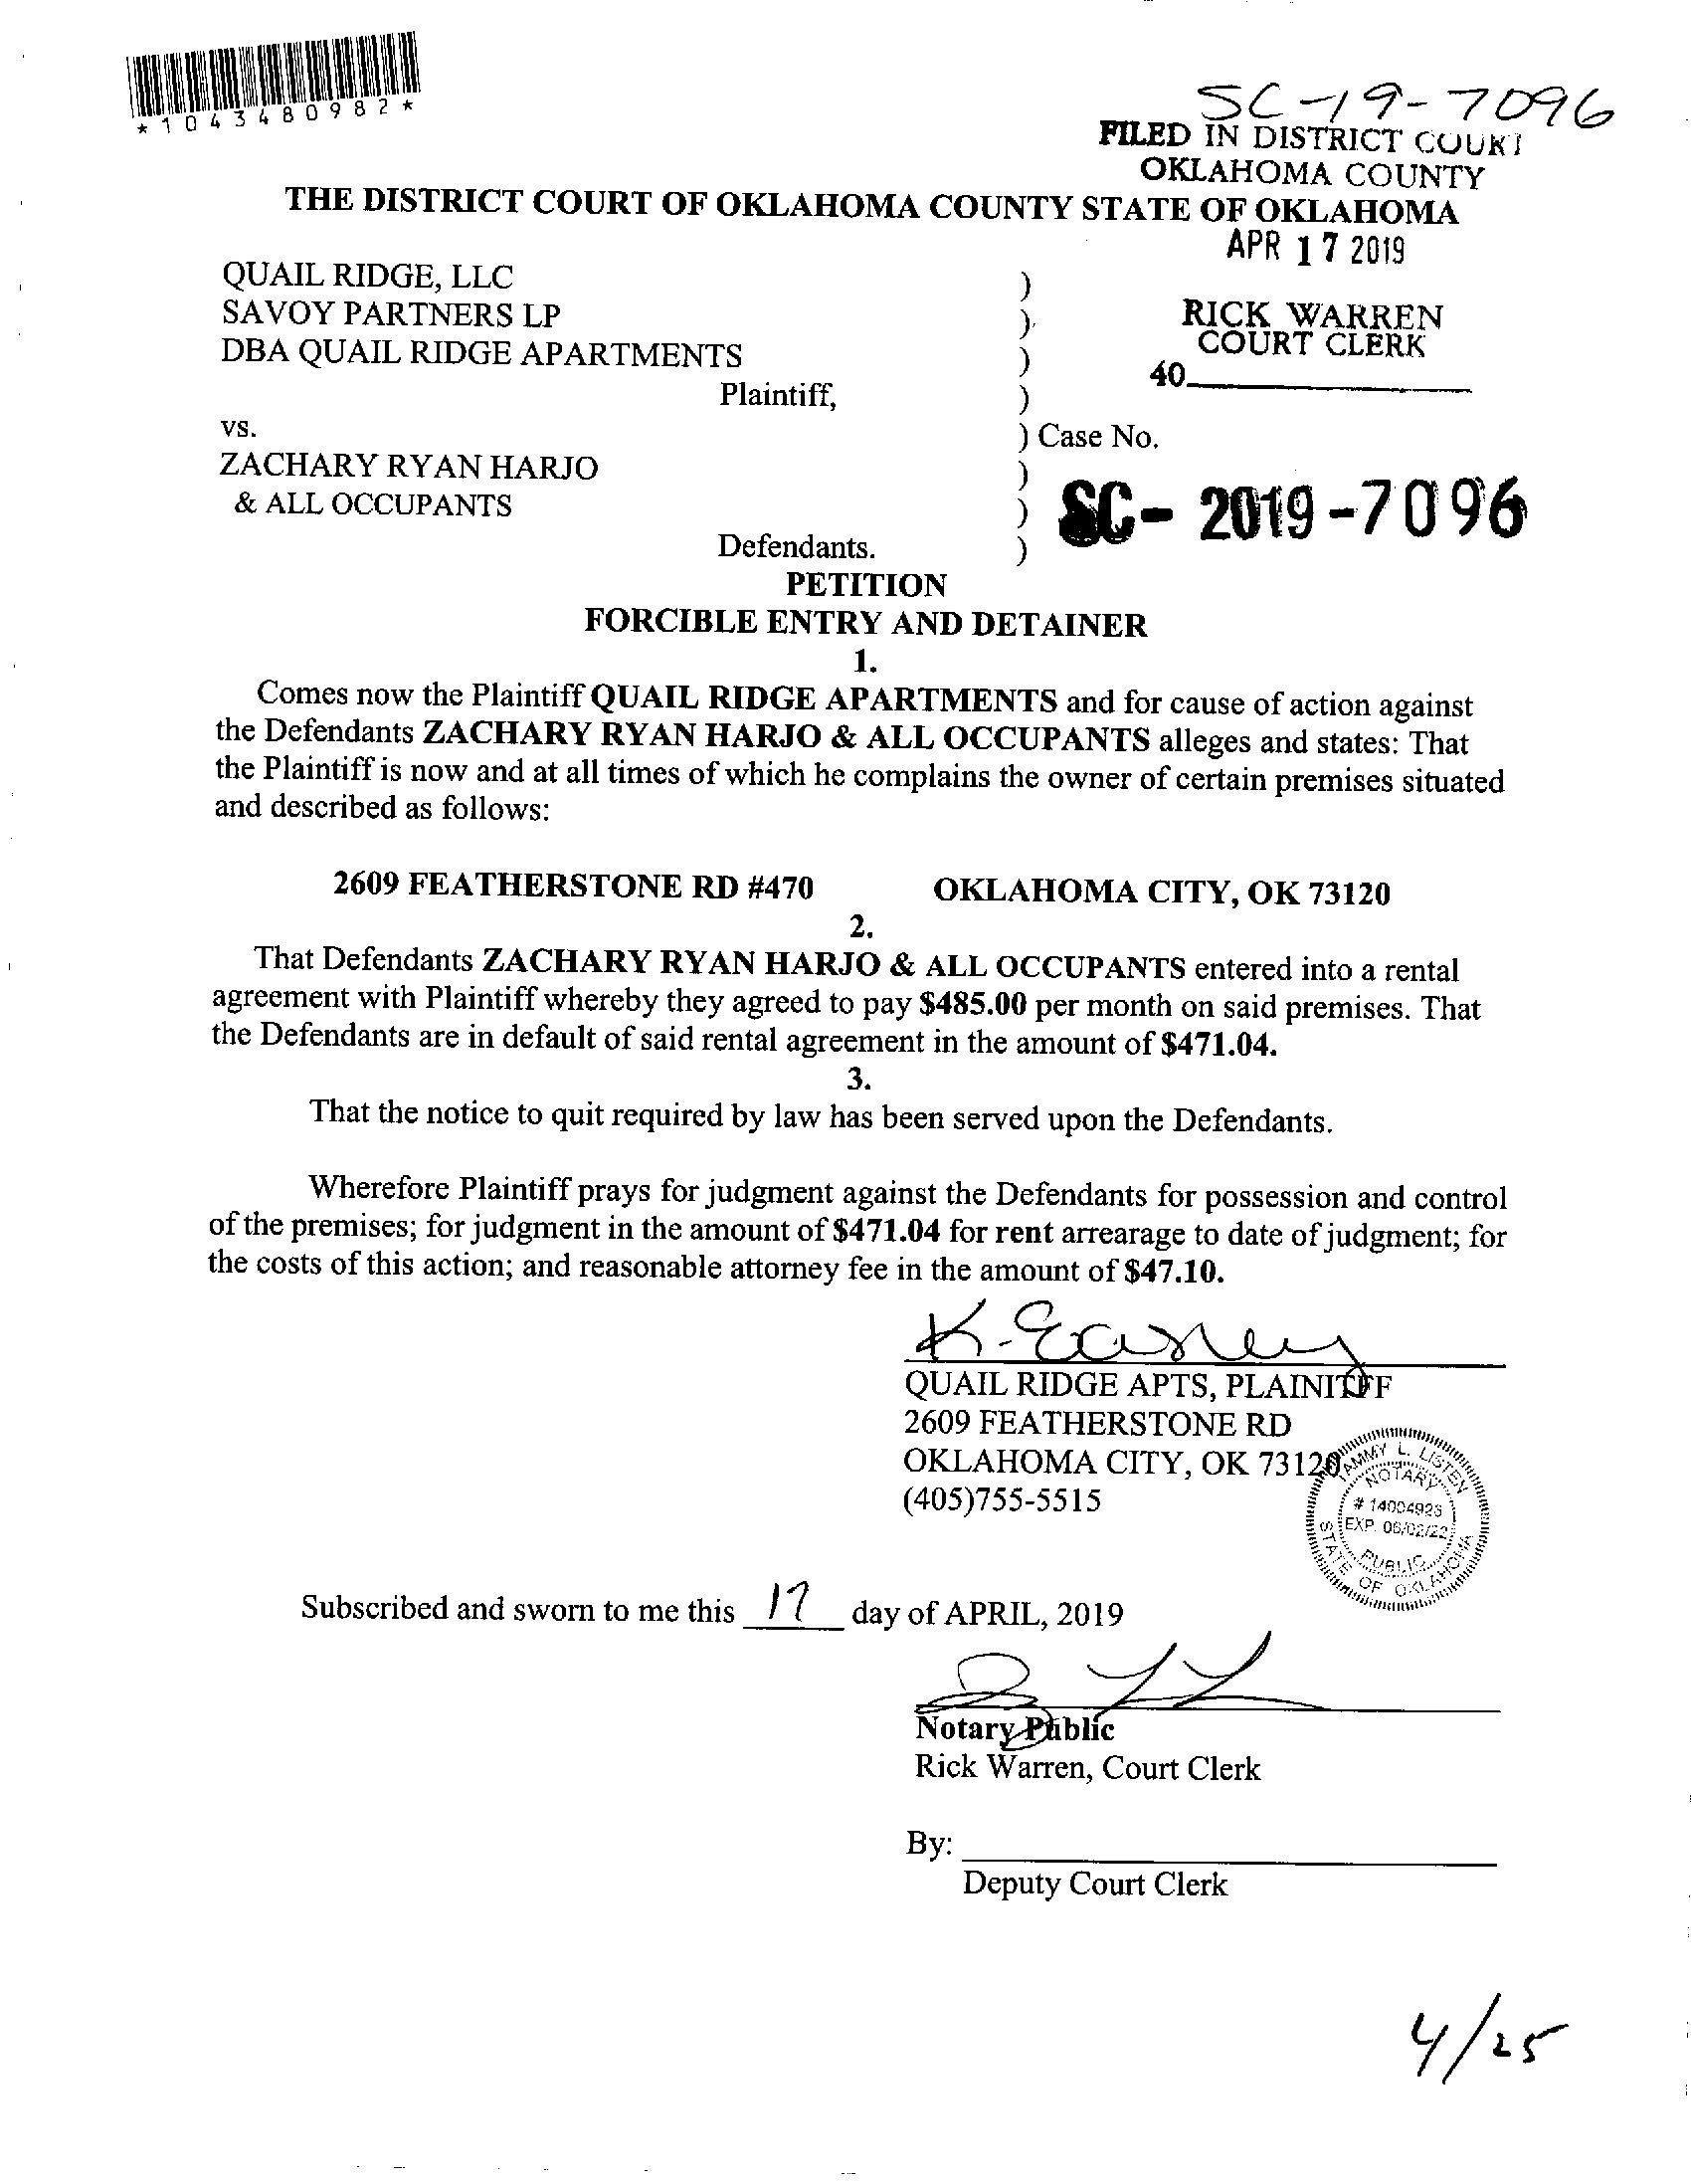 *1043480982*
SC-19-7096
FILED IN DISTRICT COURT
OKLAHOMA COUNTY
THE DISTRICT COURT OF OKLAHOMA COUNTY STATE OF OKLAHOMA
APR 17 2019
QUAIL RIDGE, LLC )
SAVOY PARTNERS LP )
DBA QUAIL RIDGE APARTMENTS )
RICK WARREN
COURT CLERK
40
Plaintiff, )
vs. ) Case No.
ZACHARY RYAN HARJO )
& ALL OCCUPANTS )
SC- 2019-7096
Defendants. )
PETITION
FORCIBLE ENTRY AND DETAINER
1.
Comes now the Plaintiff QUAIL RIDGE APARTMENTS and for cause of action against
the Defendants ZACHARY RYAN HARJO & ALL OCCUPANTS alleges and states: That
the Plaintiff is now and at all times of which he complains the owner of certain premises situated
and described as follows:
2609 FEATHERSTONE RD #470 OKLAHOMA CITY, OK 73120
2.
That Defendants ZACHARY RYAN HARJO & ALL OCCUPANTS entered into a rental
agreement with Plaintiff whereby they agreed to pay $485.00 per month on said premises. That
the Defendants are in default of said rental agreement in the amount of $471.04.
3.
That the notice to quit required by law has been served upon the Defendants.
Wherefore Plaintiff prays for judgment against the Defendants for possession and control
of the premises; for judgment in the amount of $471.04 for rent arrearage to date of judgment; for
the costs of this action; and reasonable attorney fee in the amount of $47.10.
QUAIL RIDGE APTS, PLAINITFF
2609 FEATHERSTONE RD
OKLAHOMA CITY, OK 73120
(405)755-5515
TAMMY L. LISTEN
NOTARY
# 14004923
EXP. 06/02/22
PUBLIC
STATE OF OKLAHOMA
Subscribed and sworn to me this 17 day of APRIL, 2019
Notary Public
Rick Warren, Court Clerk
By:
Deputy Court Clerk
4/25